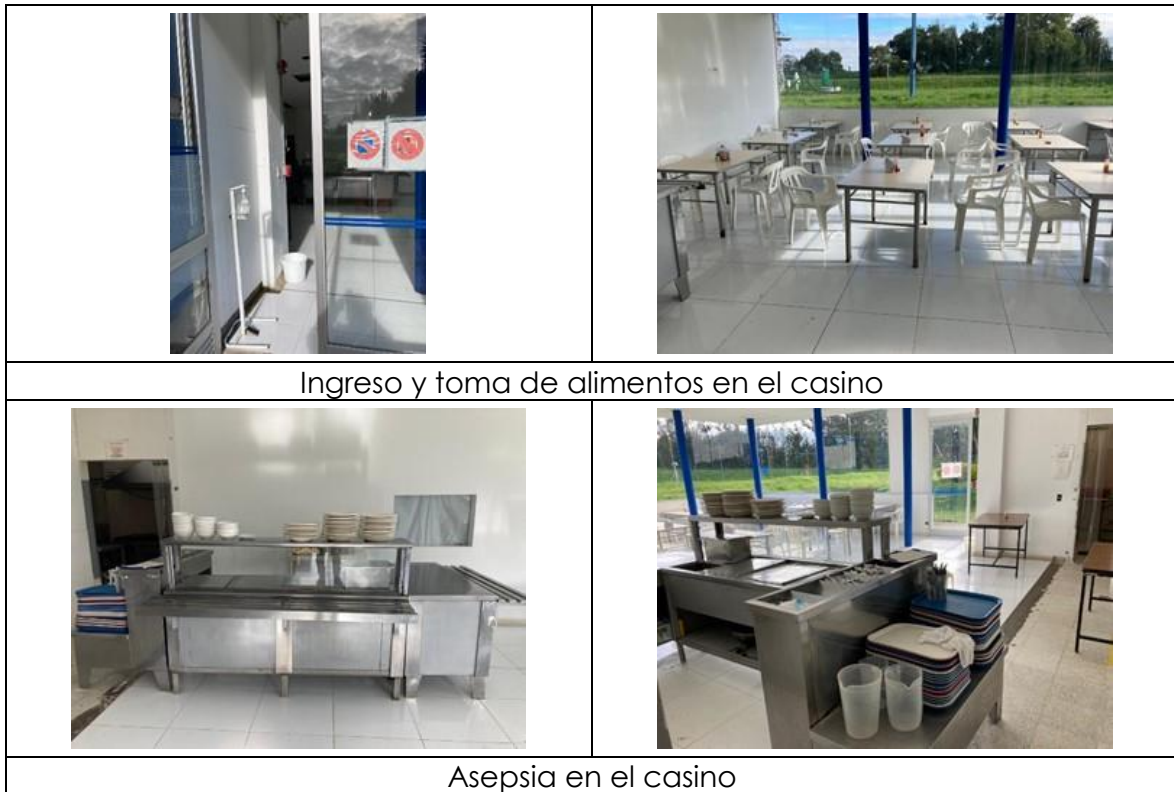 Ingreso y toma de alimentos en el casino
Asepsia en el casino